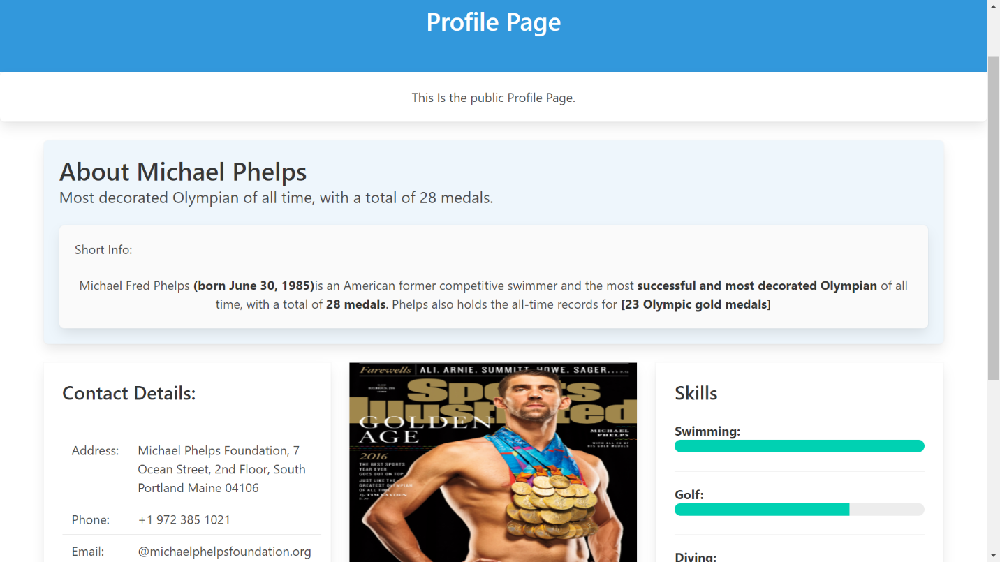 Profile Page
This Is the public Profile Page.
About Michael Phelps
Most decorated Olympian of all time, with a total of 28 medals.
Short Info:
Michael Fred Phelps (born June 30, 1985)is an American former competitive swimmer and the most successful and most decorated Olympian of all
time, with a total of 28 medals. Phelps also holds the all-time records for [23 Olympic gold medals]
Contact Details:
Address: Michael Phelps Foundation, 7
Ocean Street, 2nd Floor, South
Portland Maine 04106
Phone: +1 972 385 1021
Email: @michaelphelpsfoundation.org
Farewells ALI. ARNIE. SUMMITT. HOWE. SAGER...
Sports
Illustrated
GOLDEN
AGE
MICHAEL
PHELPS
WITH ALL 23 OF
HIS GOLD MEDALS
2016
THE BEST SPORTS
YEAR EVER
GOES OUT ON TOP
JUST LIKE THE
GREATEST OLYMPIAN
OF ALL TIME
By TIM LAYDEN
Skills
Swimming:
Golf:
Diving: